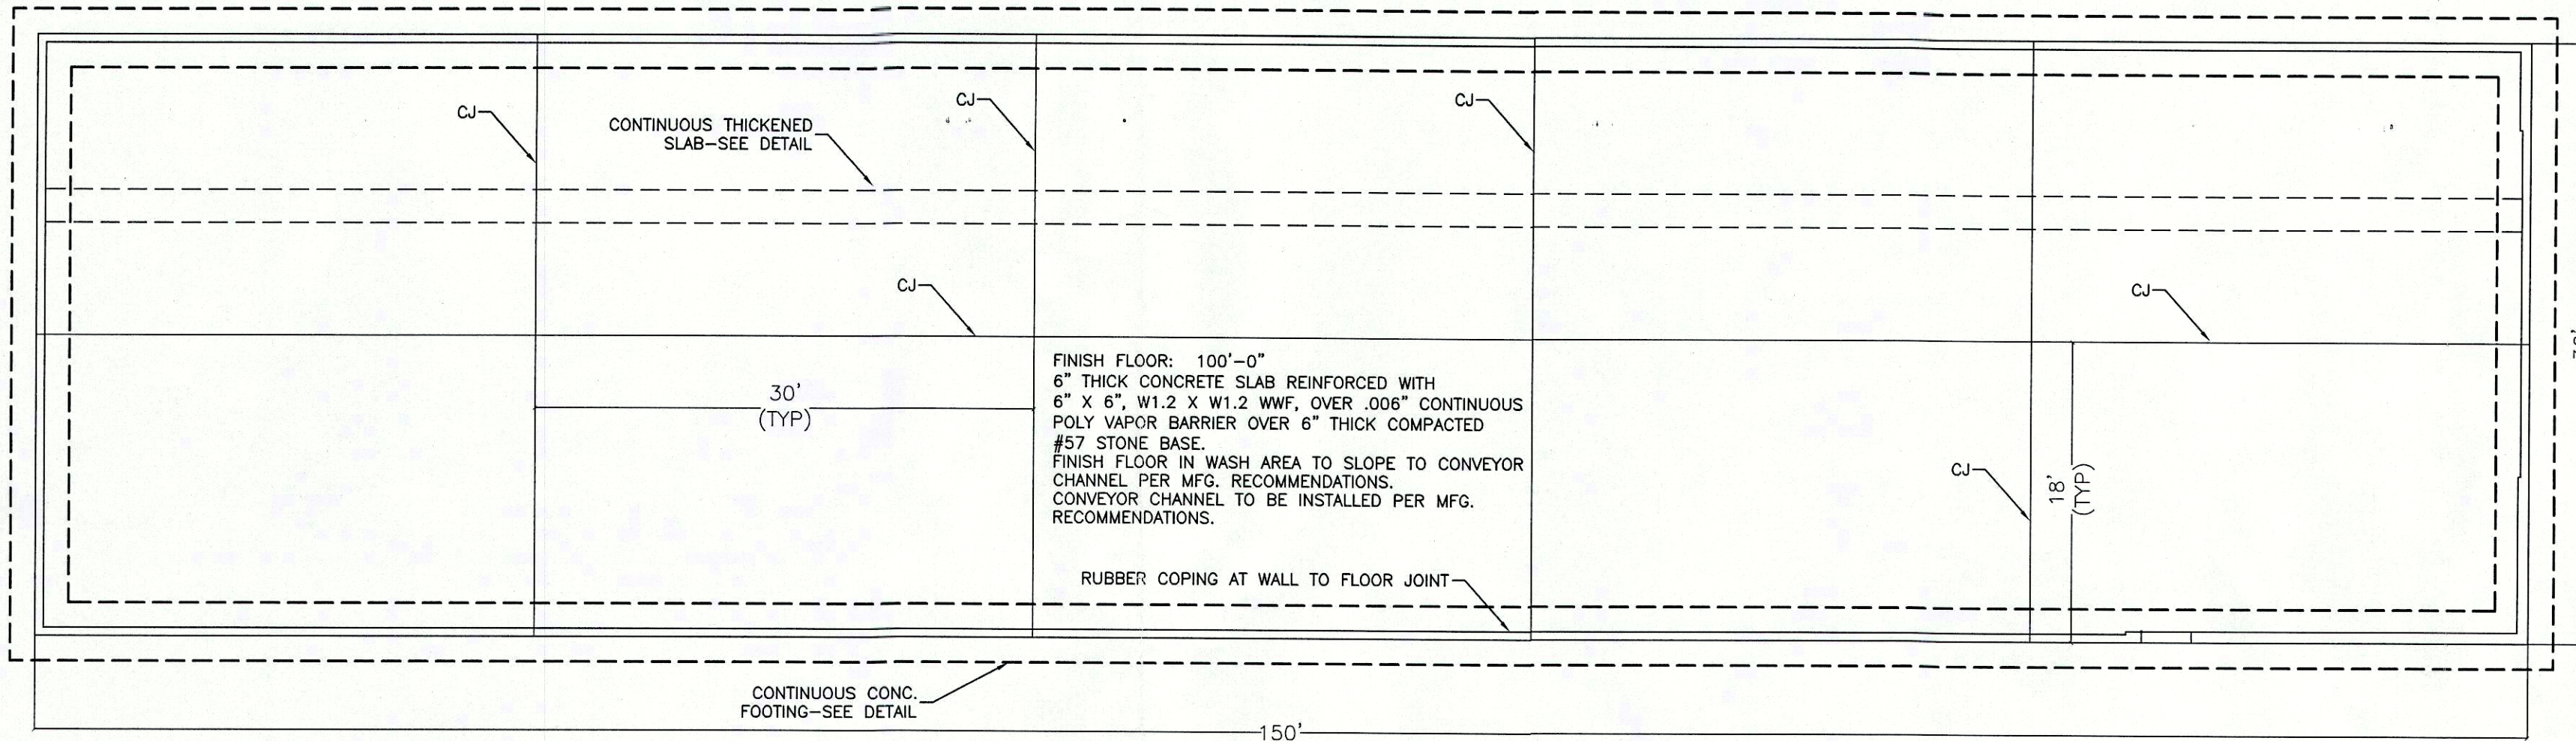 CJ
CONTINUOUS THICKENED
SLAB-SEE DETAIL
CJ
CJ
CJ
CJ
FINISH FLOOR: 100'-0"
6" THICK CONCRETE SLAB REINFORCED WITH
6" X 6", W1.2 X W1.2 WWF, OVER .006" CONTINUOUS
POLY VAPOR BARRIER OVER 6" THICK COMPACTED
#57 STONE BASE.
FINISH FLOOR IN WASH AREA TO SLOPE TO CONVEYOR
CHANNEL PER MFG. RECOMMENDATIONS.
CONVEYOR CHANNEL TO BE INSTALLED PER MFG.
RECOMMENDATIONS.
30'
(TYP)
CJ
18'
(TYP)
RUBBER COPING AT WALL TO FLOOR JOINT
CONTINUOUS CONC.
FOOTING-SEE DETAIL
150'